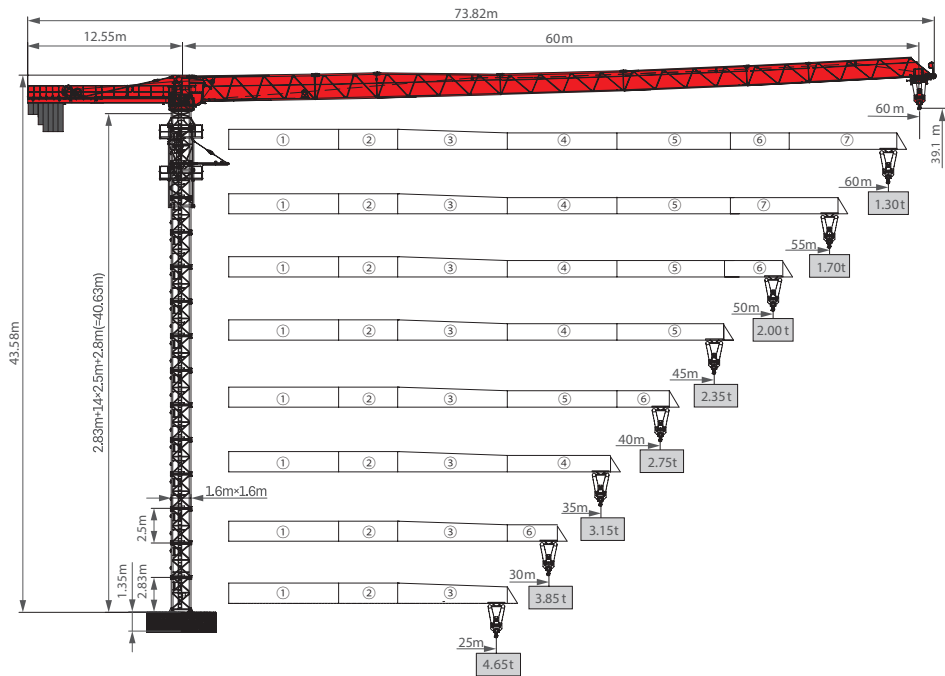 73.82m
12.55m
60m
60 m
39.1 m
① ② ③ ④ ⑤ ⑥ ⑦
60m
1.30t
① ② ③ ④ ⑤ ⑦
55m
1.70t
① ② ③ ④ ⑤ ⑥
50m
2.00 t
① ② ③ ④ ⑤
45m
2.35 t
① ② ③ ⑤ ⑥
40m
2.75 t
① ② ③ ④
35m
3.15t
① ② ③ ⑥
30m
3.85 t
① ② ③
25m
4.65t
43.58m
2.83m+14×2.5m+2.8m(=40.63m)
1.6m×1.6m
2.5m
2.83m
1.35m